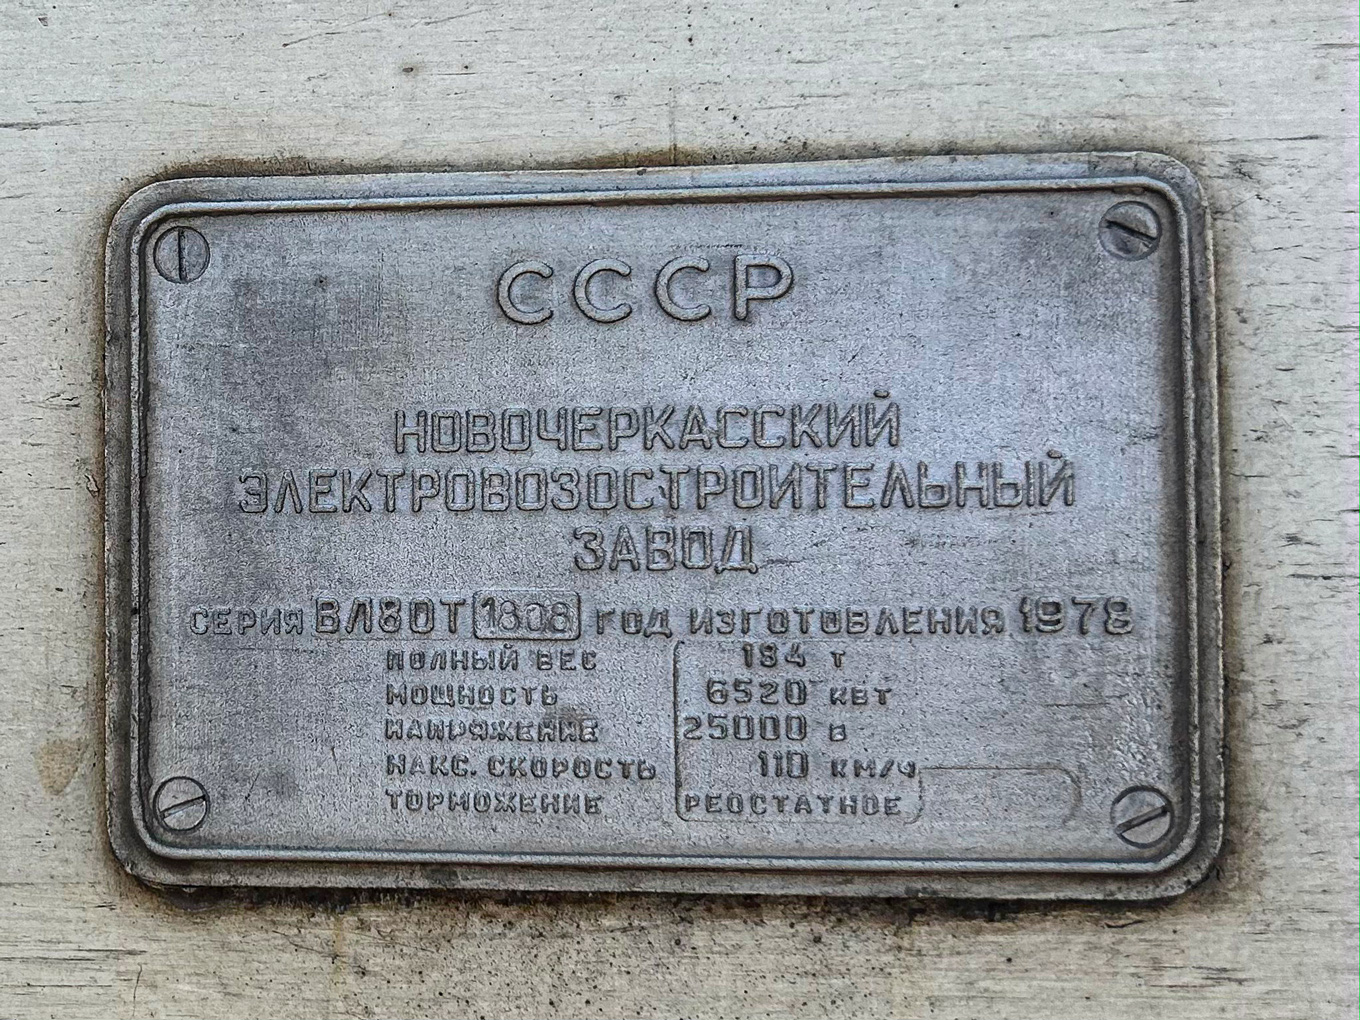 СССР
НОВОЧЕРКАССКИЙ
ЭЛЕКТРОВОЗОСТРОИТЕЛЬНЫЙ
ЗАВОД
СЕРИЯ ВЛ80Т 1808 ГОД ИЗГОТОВЛЕНИЯ 1978
ПОЛНЫЙ ВЕС 184 Т
МОЩНОСТЬ 6520 КВТ
НАПРЯЖЕНИЕ 25000 В
МАКС. СКОРОСТЬ 110 КМ/Ч
ТОРМОЖЕНИЕ РЕОСТАТНОЕ